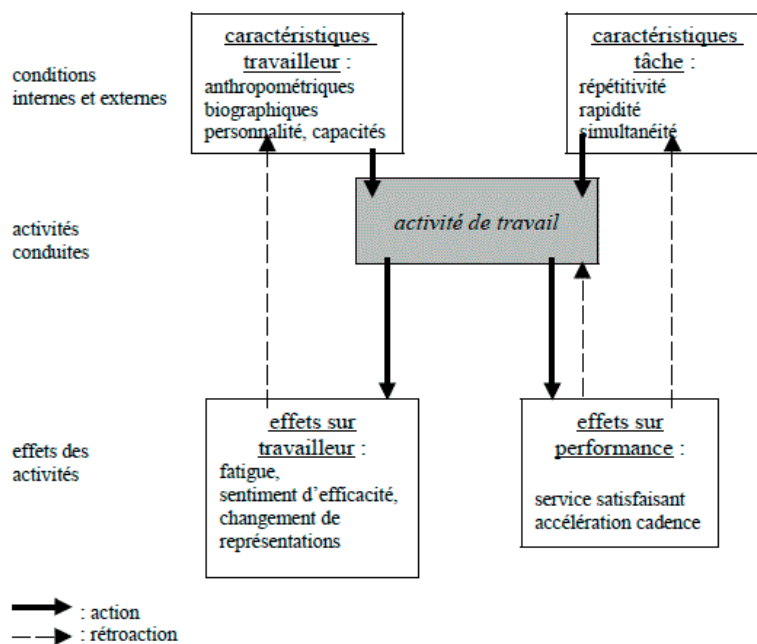 caractéristiques
travailleur :
anthropométriques
biographiques
personnalité, capacités
caractéristiques
tâche :
répétitivité
rapidité
simultanéité
conditions
internes et externes
activité de travail
activités
conduites
effets sur
travailleur :
fatigue,
sentiment d'efficacité,
changement de
représentations
effets sur
performance :
service satisfaisant
accélération cadence
effets des
activités
: action
: rétroaction